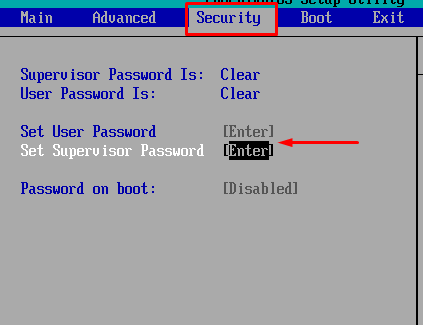 Setup Utility
Main Advanced Security Boot Exit
Supervisor Password Is: Clear
User Password Is: Clear
Set User Password [Enter]
Set Supervisor Password [Enter]
Password on boot: [Disabled]